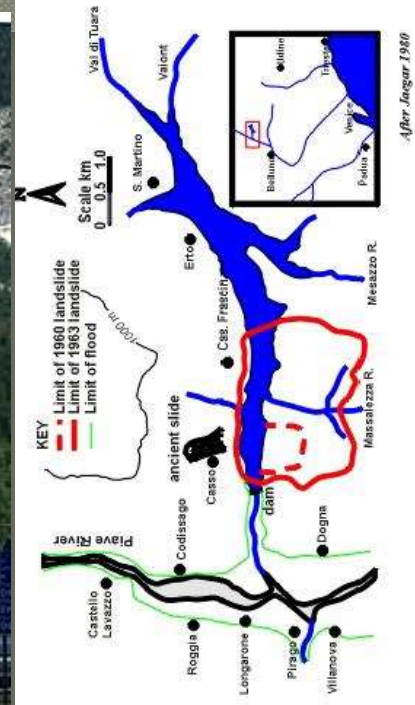 KEY
Limit of 1960 landslide
Limit of 1963 landslide
Limit of flood
1000 m
N
Scale km
0.5
1.0
Val di Tuara
Vaiont
S. Martino
Erto
Cas. Frascin
ancient slide
Casso
dam
Mesazzo R.
Massalezza R.
Piave River
Castello
Lavazzo
Codissago
Roggia
Longarone
Pirago
Villanova
Dogna
Udine
Belluno
Trieste
Venice
Padua
After Jaegar 1980